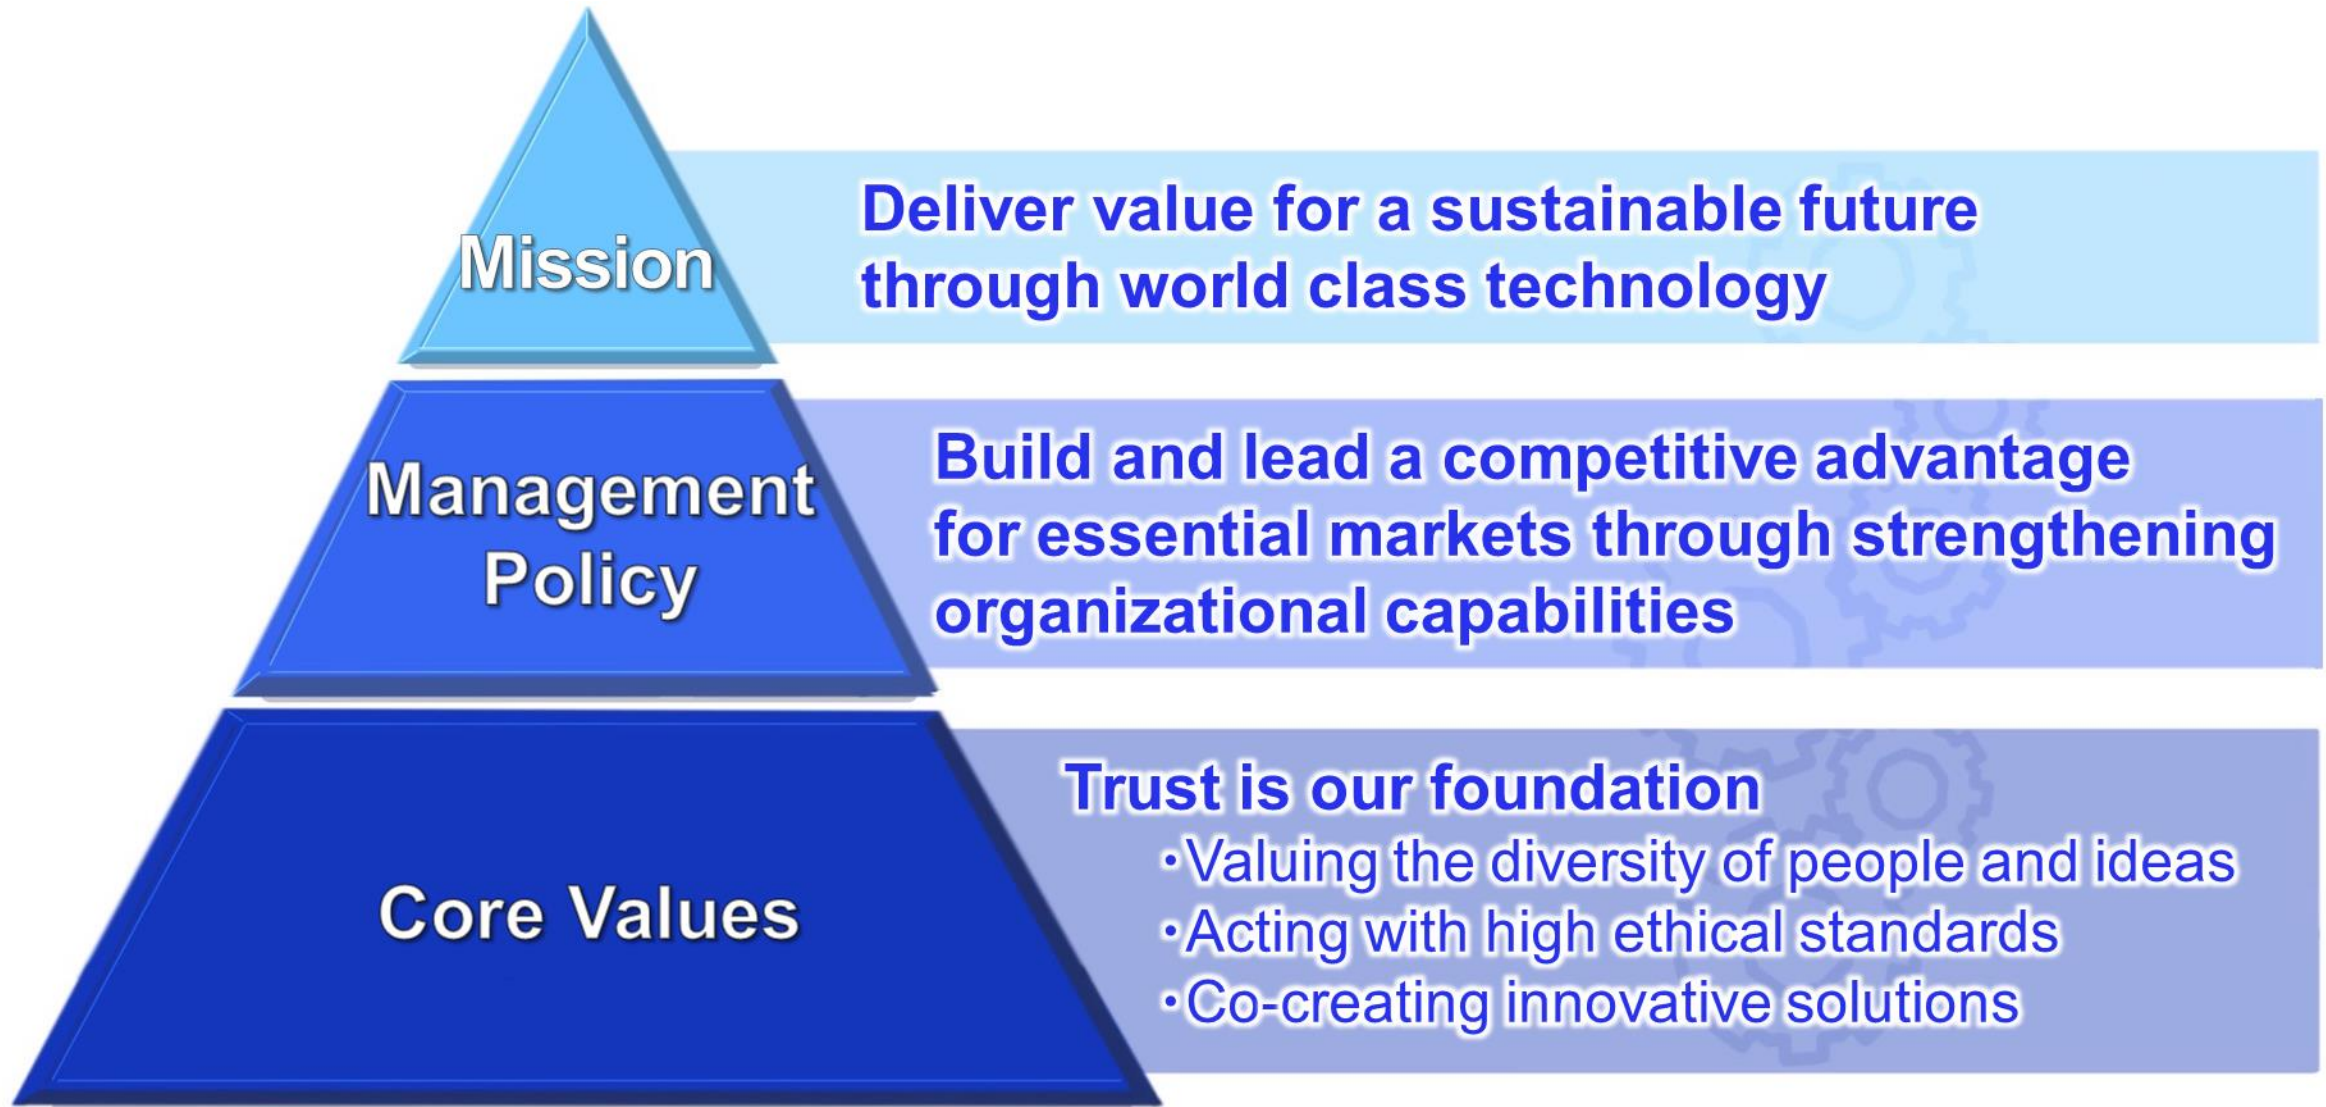 Mission
Deliver value for a sustainable future
through world class technology
Management
Policy
Build and lead a competitive advantage
for essential markets through strengthening
organizational capabilities
Core Values
Trust is our foundation
・Valuing the diversity of people and ideas
・Acting with high ethical standards
・Co-creating innovative solutions